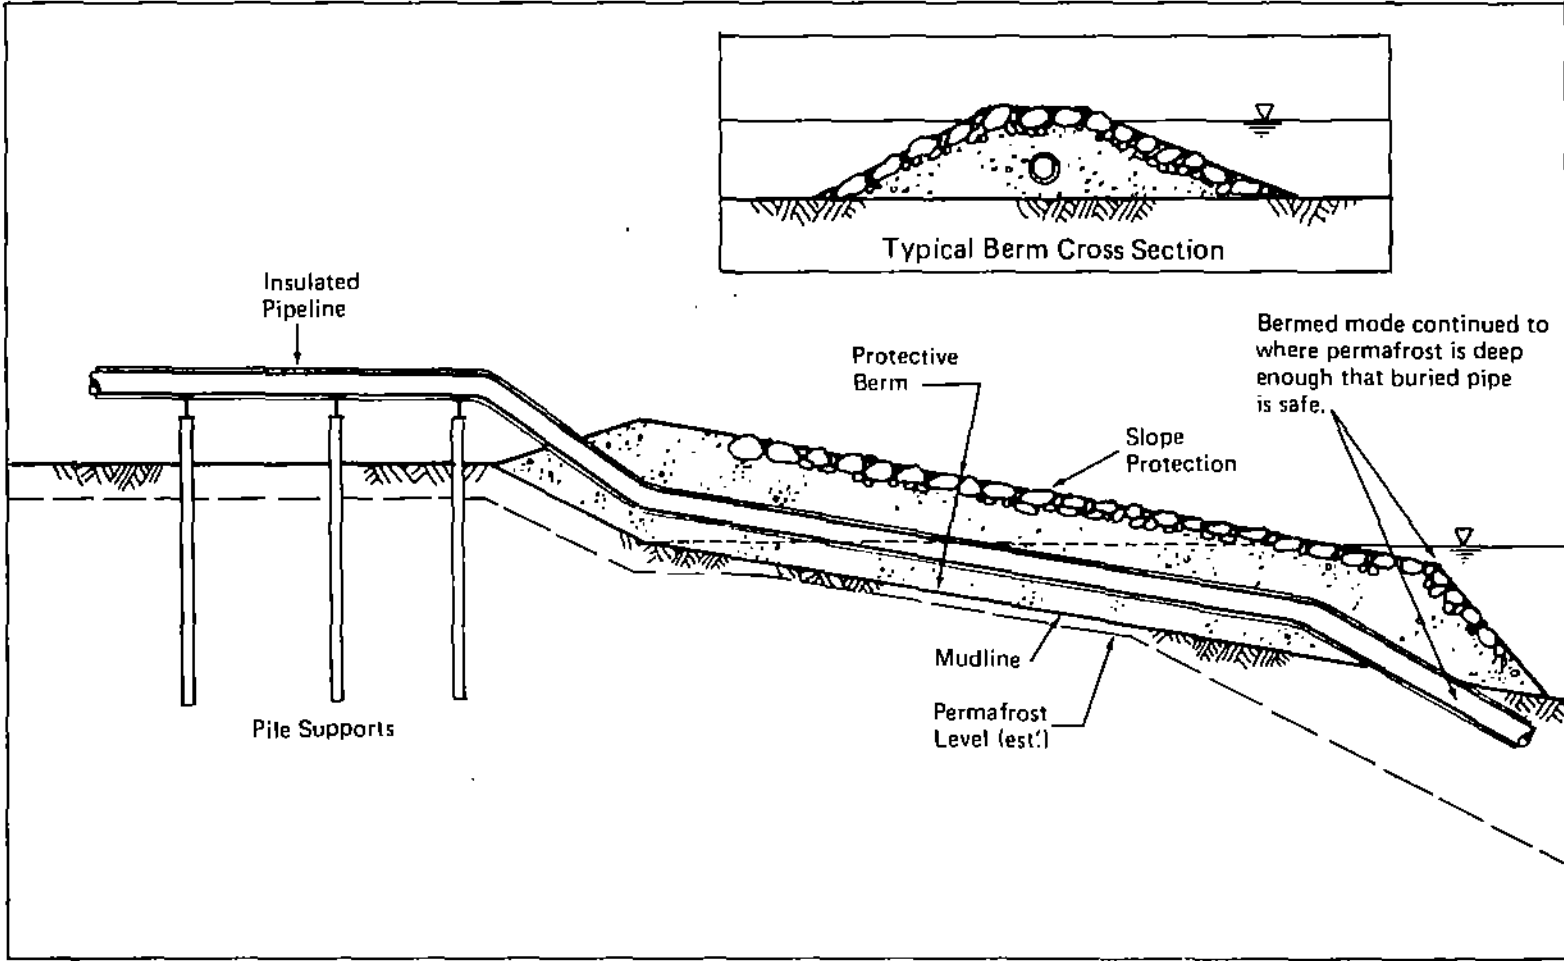 Typical Berm Cross Section
Insulated
Pipeline
Protective
Berm
Bermed mode continued to
where permafrost is deep
enough that buried pipe
is safe.
Slope
Protection
Mudline
Permafrost
Level (est.)
Pile Supports